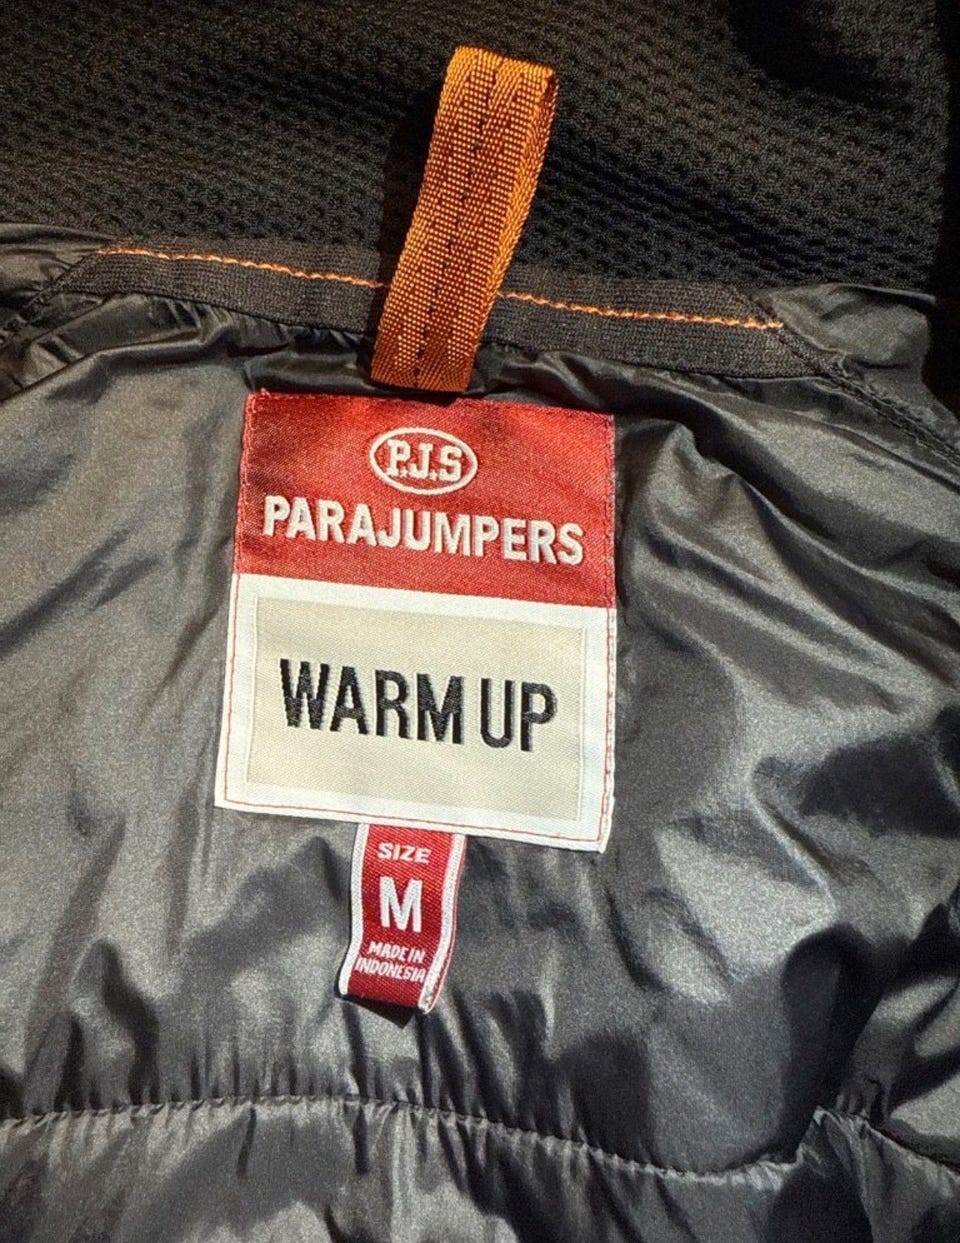 P.J.S
PARAJUMPERS
WARM UP
SIZE
M
MADE IN
INDONESIA